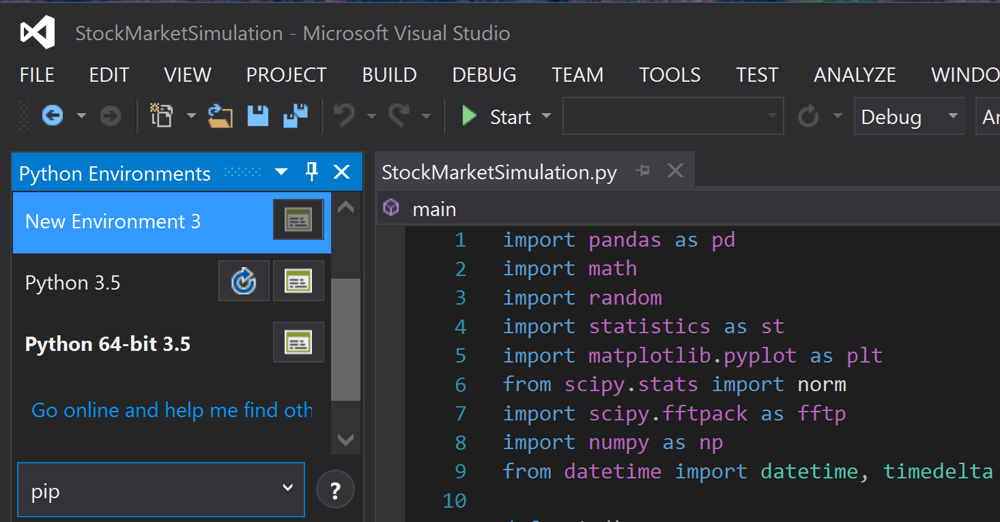 StockMarketSimulation - Microsoft Visual Studio
FILE EDIT VIEW PROJECT BUILD DEBUG TEAM TOOLS TEST ANALYZE WINDO
Start Debug Ar
Python Environments
New Environment 3
Python 3.5
Python 64-bit 3.5
Go online and help me find oth
pip ?
StockMarketSimulation.py
main
1 import pandas as pd
2 import math
3 import random
4 import statistics as st
5 import matplotlib.pyplot as plt
6 from scipy.stats import norm
7 import scipy.fftpack as fftp
8 import numpy as np
9 from datetime import datetime, timedelta
10